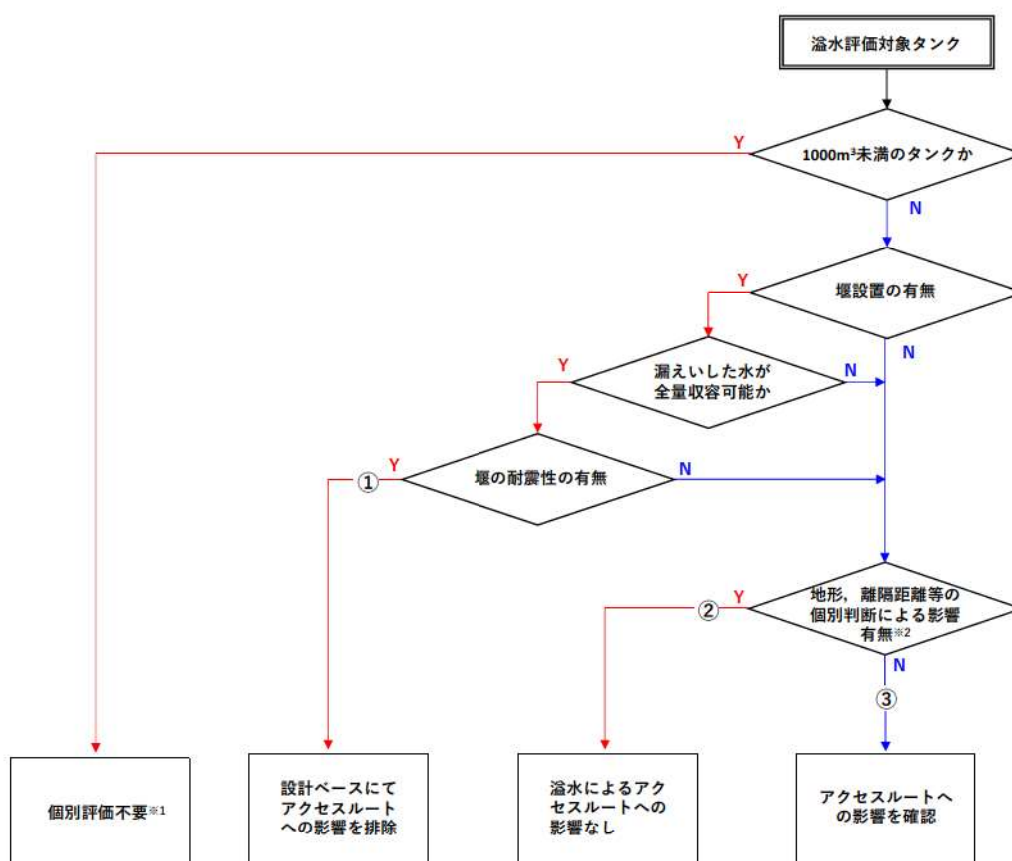 溢水評価対象タンク
1000m³未満のタンクか
Y
N
堰設置の有無
Y
N
漏えいした水が
全量収容可能か
Y
N
堰の耐震性の有無
Y
N
①
地形，離隔距離等の
個別判断による影響
有無※2
Y
②
N
③
個別評価不要※1
設計ベースにて
アクセスルート
への影響を排除
溢水によるアク
セスルートへの
影響なし
アクセスルートへ
の影響を確認